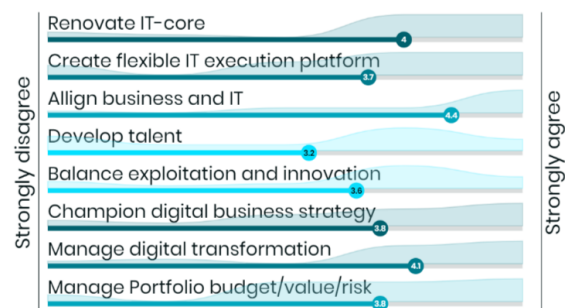 Renovate IT-core
4
Create flexible IT execution platform
3.7
Allign business and IT
4.4
Develop talent
3.2
Balance exploitation and innovation
3.6
Champion digital business strategy
3.8
Manage digital transformation
4.1
Manage Portfolio budget/value/risk
3.8
Strongly disagree
Strongly agree